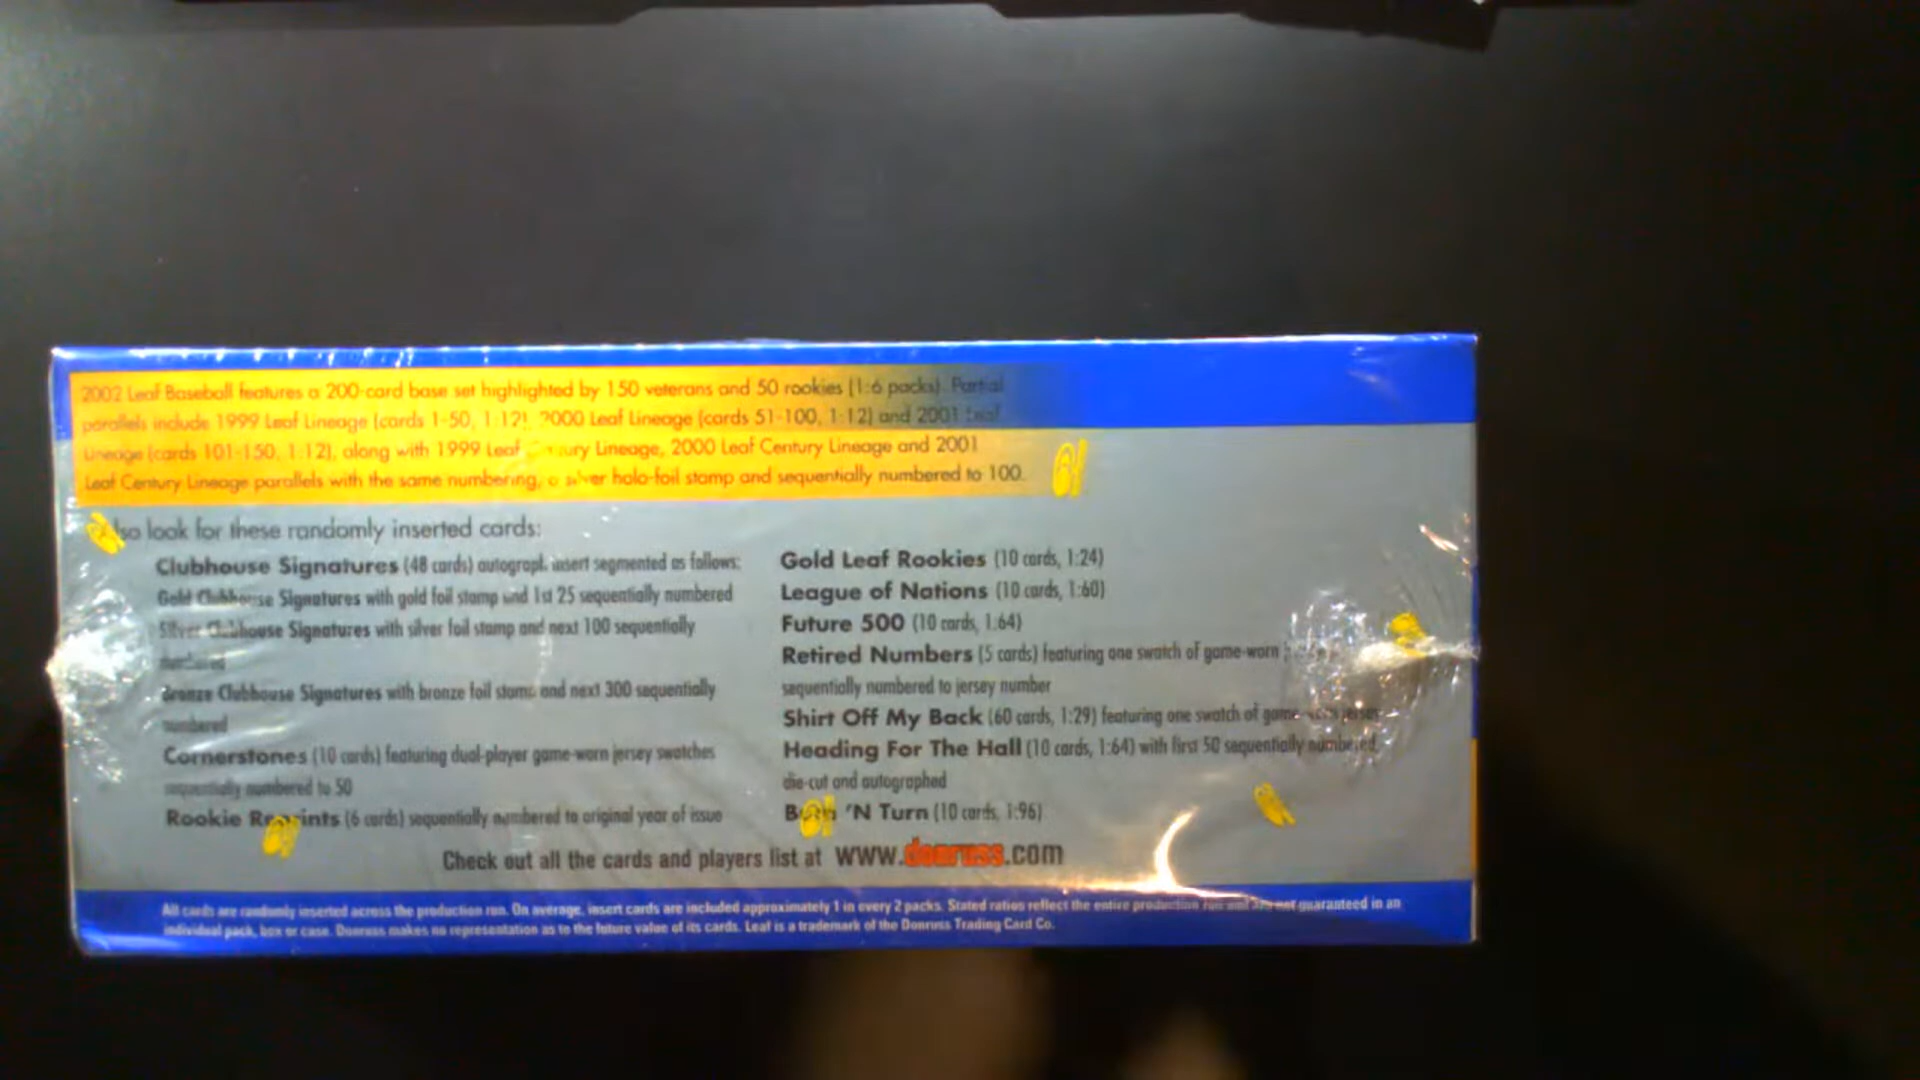 2002 Leaf Baseball features a 200-card base set highlighted by 150 veterans and 50 rookies (1:6 packs). Partial
parallels include 1999 Leaf Lineage (cards 1-50, 1:12), 2000 Leaf Lineage (cards 51-100, 1:12) and 2001 Leaf
Lineage (cards 101-150, 1:12), along with 1999 Leaf Century Lineage, 2000 Leaf Century Lineage and 2001
Leaf Century Lineage parallels with the same numbering, a silver holo-foil stamp and sequentially numbered to 100.
Also look for these randomly inserted cards:
Clubhouse Signatures (48 cards) autograph insert segmented as follows:
Gold Clubhouse Signatures with gold foil stamp and 1st 25 sequentially numbered
Silver Clubhouse Signatures with silver foil stamp and next 100 sequentially
numbered
Bronze Clubhouse Signatures with bronze foil stamp and next 300 sequentially
numbered
Cornerstones (10 cards) featuring dual-player game-worn jersey swatches
sequentially numbered to 50
Rookie Reprints (6 cards) sequentially numbered to original year of issue
Gold Leaf Rookies (10 cards, 1:24)
League of Nations (10 cards, 1:60)
Future 500 (10 cards, 1:64)
Retired Numbers (5 cards) featuring one swatch of game-worn
sequentially numbered to jersey number
Shirt Off My Back (60 cards, 1:29) featuring one swatch of game-worn jersey
Heading For The Hall (10 cards, 1:64) with first 50 sequentially numbered,
die-cut and autographed
Burn 'N Turn (10 cards, 1:96)
Check out all the cards and players list at www.donruss.com
All cards are randomly inserted across the production run. On average, insert cards are included approximately 1 in every 2 packs. Stated ratios reflect the entire production run and are not guaranteed in an
individual pack, box or case. Donruss makes no representation as to the future value of its cards. Leaf is a trademark of the Donruss Trading Card Co.